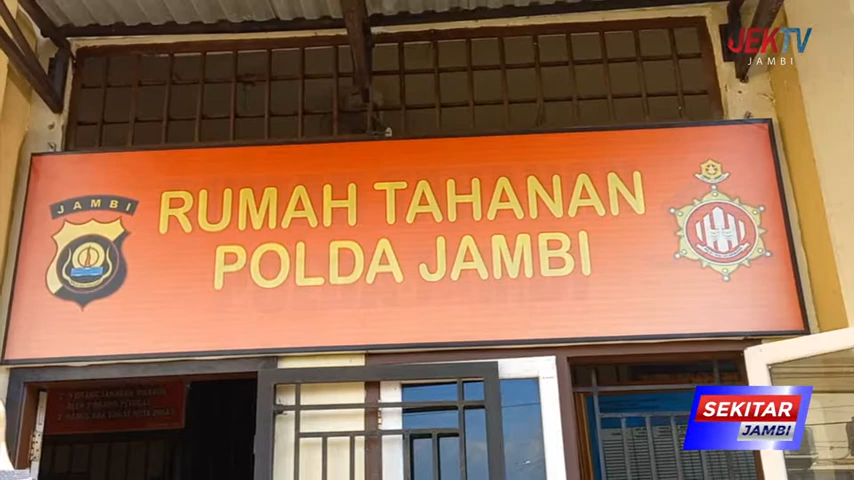 JEKTV
JAMBI
RUMAH TAHANAN
POLDA JAMBI
JAMBI
SEKITAR
JAMBI